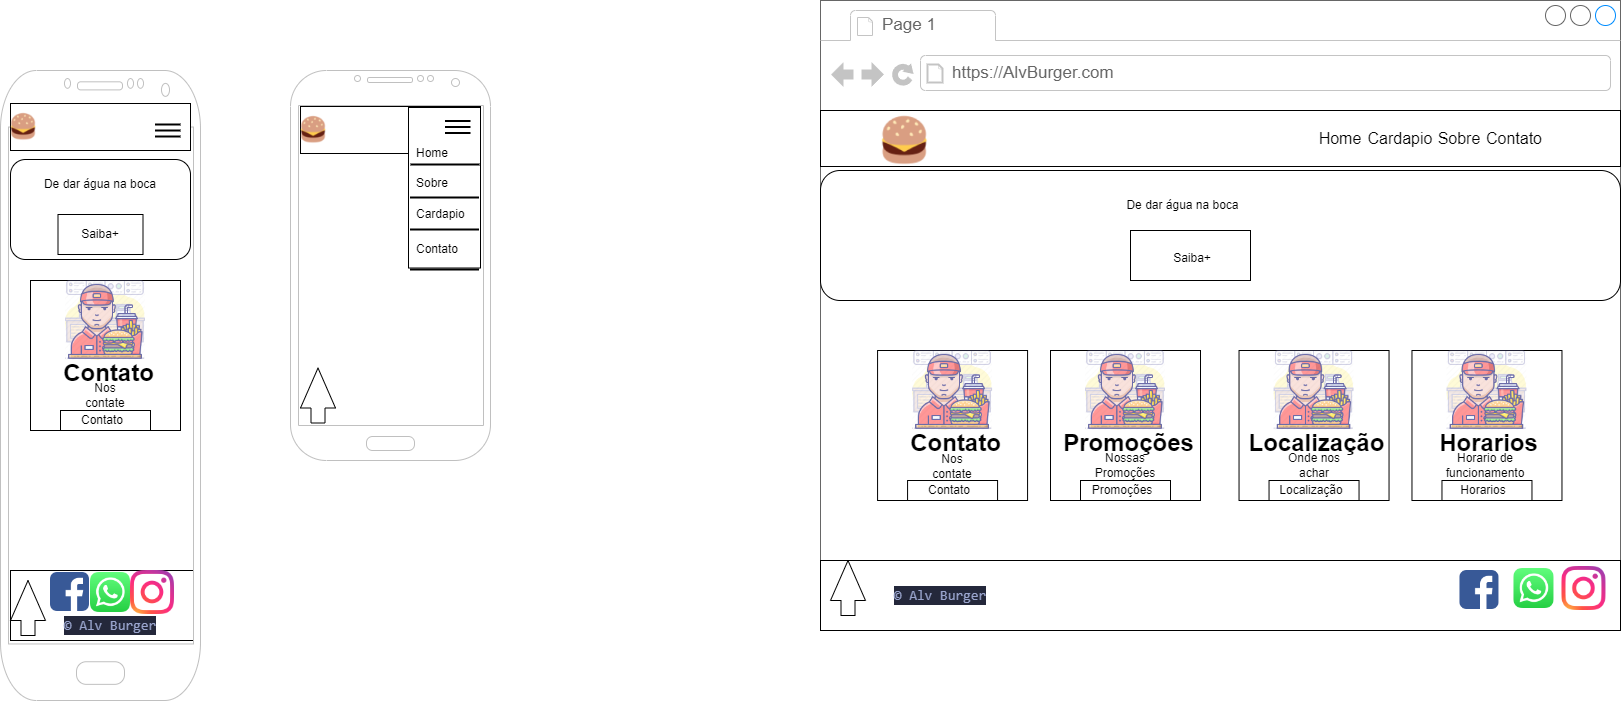 De dar água na boca
Saiba+
Contato
Nos
contate
Contato
© Alv Burger
Home
Sobre
Cardapio
Contato
Page 1
https://AlvBurger.com
Home Cardapio Sobre Contato
De dar água na boca
Saiba+
Contato
Nos
contate
Contato
Promoções
Nossas
Promoções
Promoções
Localização
Onde nos
achar
Localização
Horarios
Horario de
funcionamento
Horarios
© Alv Burger